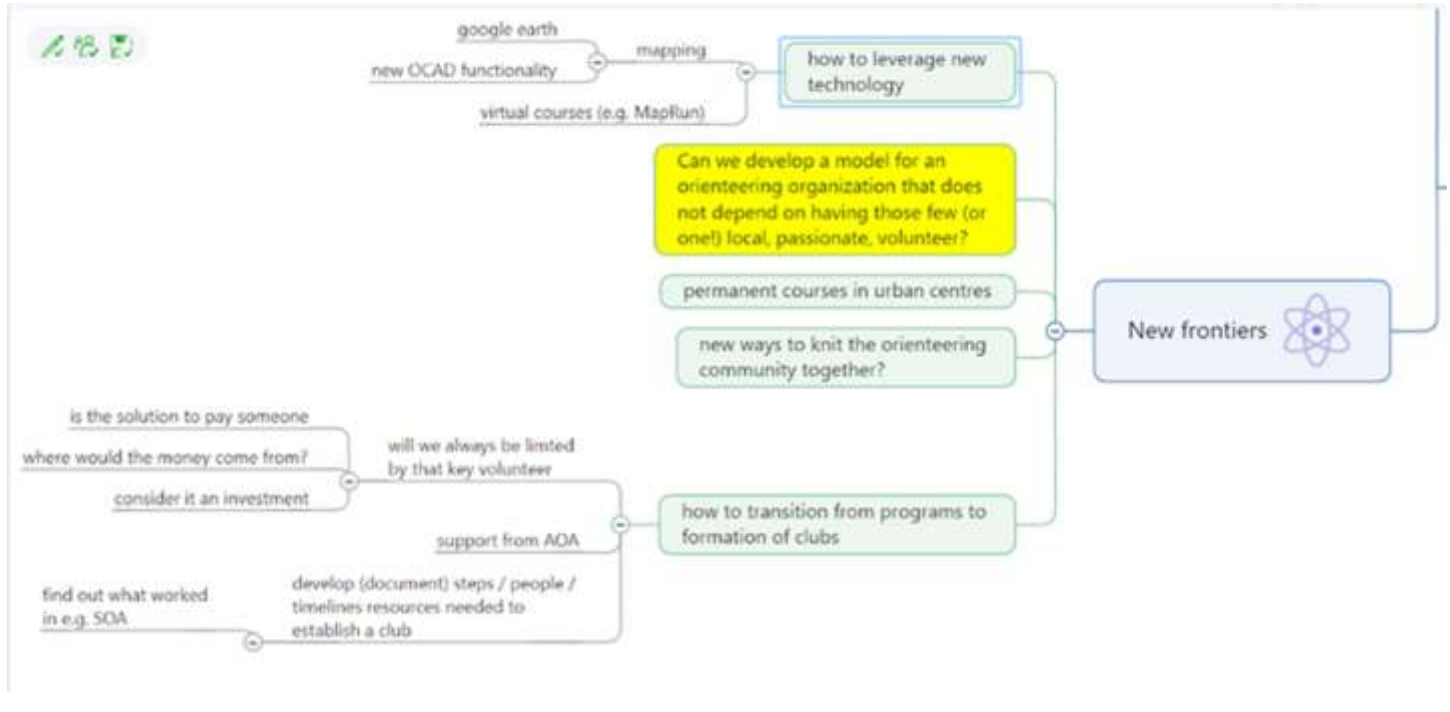 google earth
mapping
new OCAD functionality
virtual courses (e.g. MapRun)
how to leverage new
technology
Can we develop a model for an
orienteering organization that does
not depend on having those few (or
one!) local, passionate, volunteer?
permanent courses in urban centres
New frontiers
new ways to knit the orienteering
community together?
is the solution to pay someone
where would the money come from?
consider it an investment
will we always be limted
by that key volunteer
support from AOA
find out what worked
in e.g. SOA
develop (document) steps / people /
timelines resources needed to
establish a club
how to transition from programs to
formation of clubs